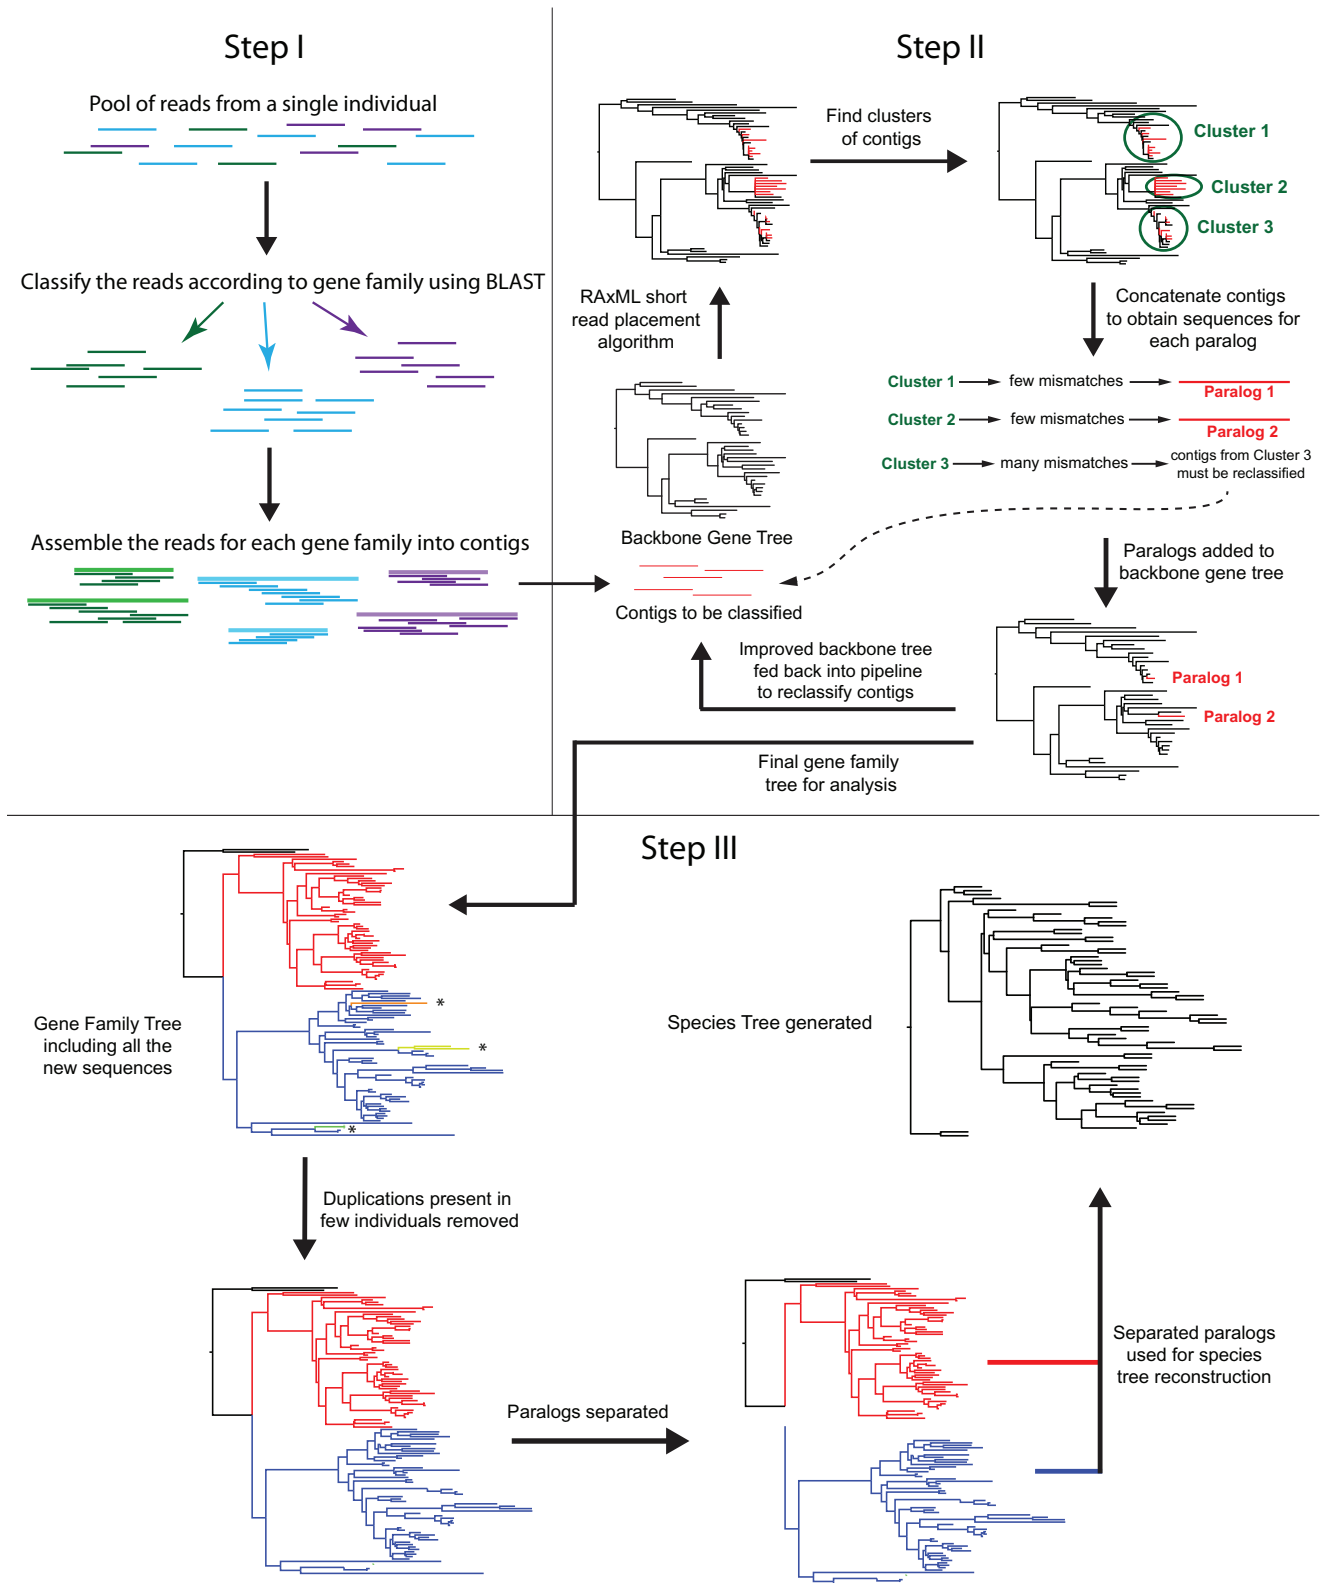 Step I
Pool of reads from a single individual
Classify the reads according to gene family using BLAST
Assemble the reads for each gene family into contigs
Step II
Find clusters
of contigs
Cluster 1
Cluster 2
Cluster 3
RAxML short
read placement
algorithm
Concatenate contigs
to obtain sequences for
each paralog
Cluster 1
few mismatches
Paralog 1
Cluster 2
few mismatches
Paralog 2
Cluster 3
many mismatches
contigs from Cluster 3
must be reclassified
Backbone Gene Tree
Contigs to be classified
Paralogs added to
backbone gene tree
Improved backbone tree
fed back into pipeline
to reclassify contigs
Paralog 1
Paralog 2
Final gene family
tree for analysis
Step III
*
*
*
Gene Family Tree
including all the
new sequences
Species Tree generated
Duplications present in
few individuals removed
Paralogs separated
Separated paralogs
used for species
tree reconstruction